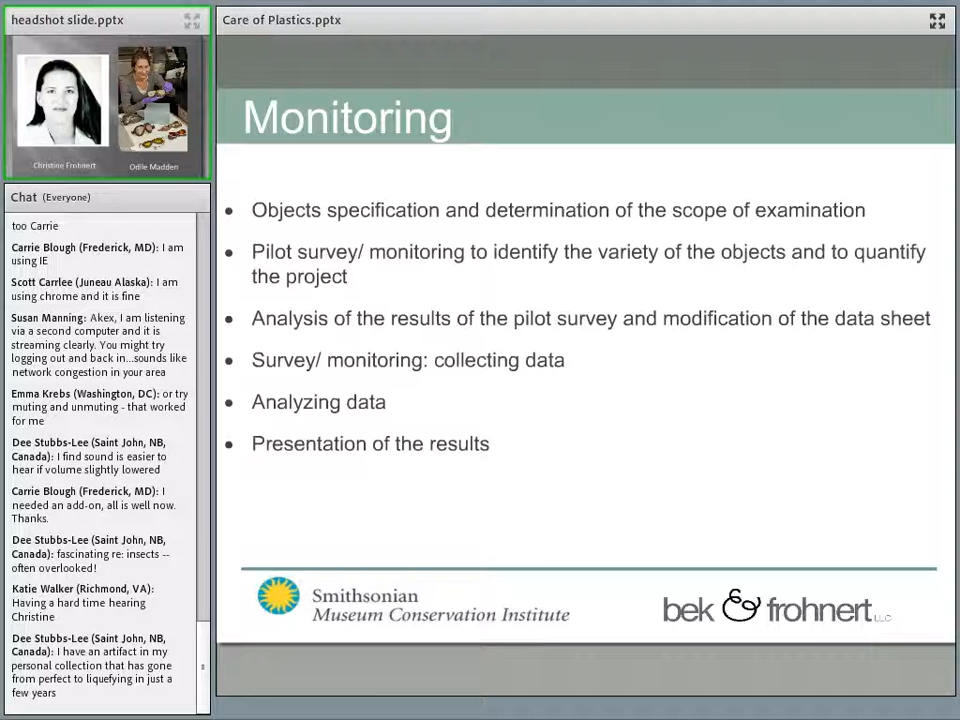 headshot slide.pptx
Christine Frohnert
Odile Madden
Chat (Everyone)
too Carrie
Carrie Blough (Frederick, MD): I am
using IE
Scott Carrlee (Juneau Alaska): I am
using chrome and it is fine
Susan Manning: Akex, I am listening
via a second computer and it is
streaming clearly. You might try
logging out and back in...sounds like
network congestion in your area
Emma Krebs (Washington, DC): or try
muting and unmuting - that worked
for me
Dee Stubbs-Lee (Saint John, NB,
Canada): I find sound is easier to
hear if volume slightly lowered
Carrie Blough (Frederick, MD): I
needed an add-on, all is well now.
Thanks.
Dee Stubbs-Lee (Saint John, NB,
Canada): fascinating re: insects --
often overlooked!
Katie Walker (Richmond, VA):
Having a hard time hearing
Christine
Dee Stubbs-Lee (Saint John, NB,
Canada): I have an artifact in my
personal collection that has gone
from perfect to liquefying in just a
few years
Care of Plastics.pptx
Monitoring
• Objects specification and determination of the scope of examination
• Pilot survey/ monitoring to identify the variety of the objects and to quantify
the project
• Analysis of the results of the pilot survey and modification of the data sheet
• Survey/ monitoring: collecting data
• Analyzing data
• Presentation of the results
Smithsonian
Museum Conservation Institute
bek & frohnert LLC